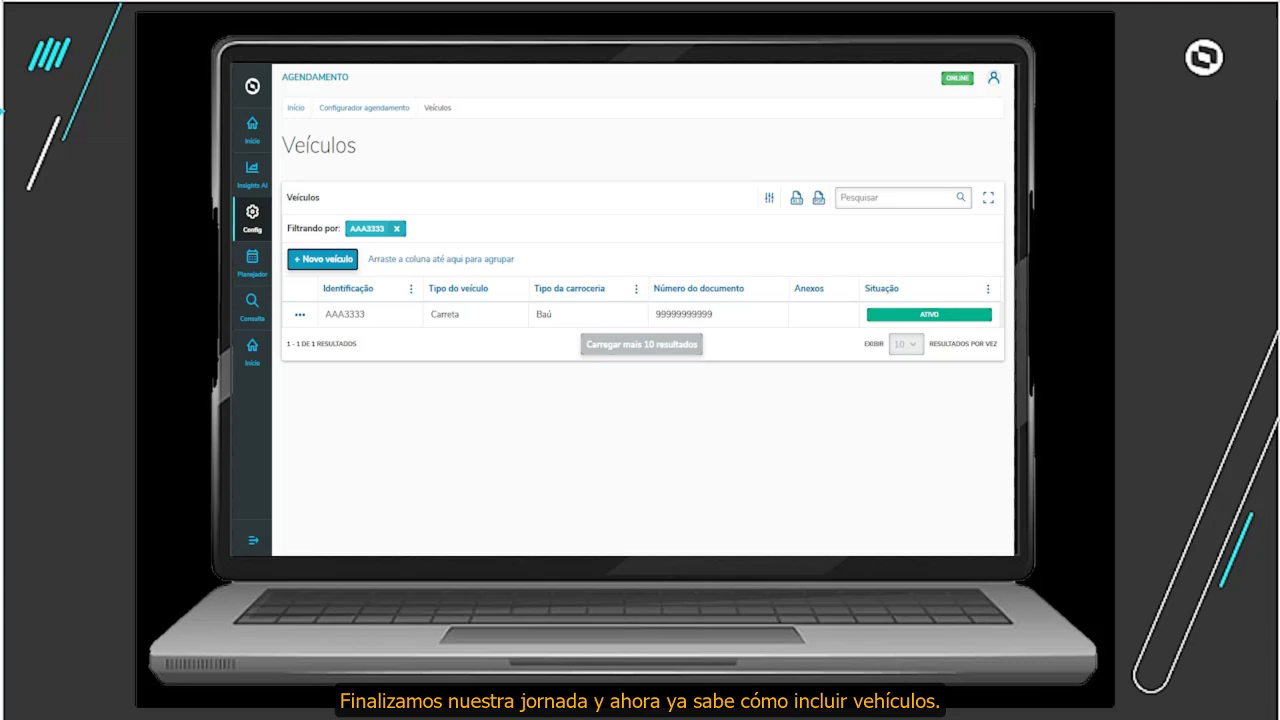 AGENDAMENTO
ONLINE
Início
Configurador agendamento
Veículos
Veículos
Início
Insights AI
Config
Planejador
Consulta
Início
Veículos
Pesquisar
Filtrando por:
AAA3333
+ Novo veículo
Arraste a coluna até aqui para agrupar
Identificação
Tipo do veículo
Tipo da carroceria
Número do documento
Anexos
Situação
AAA3333
Carreta
Baú
99999999999
ATIVO
1 - 1 DE 1 RESULTADOS
Carregar mais 10 resultados
EXIBIR
10
RESULTADOS POR VEZ
Finalizamos nuestra jornada y ahora ya sabe cómo incluir vehículos.